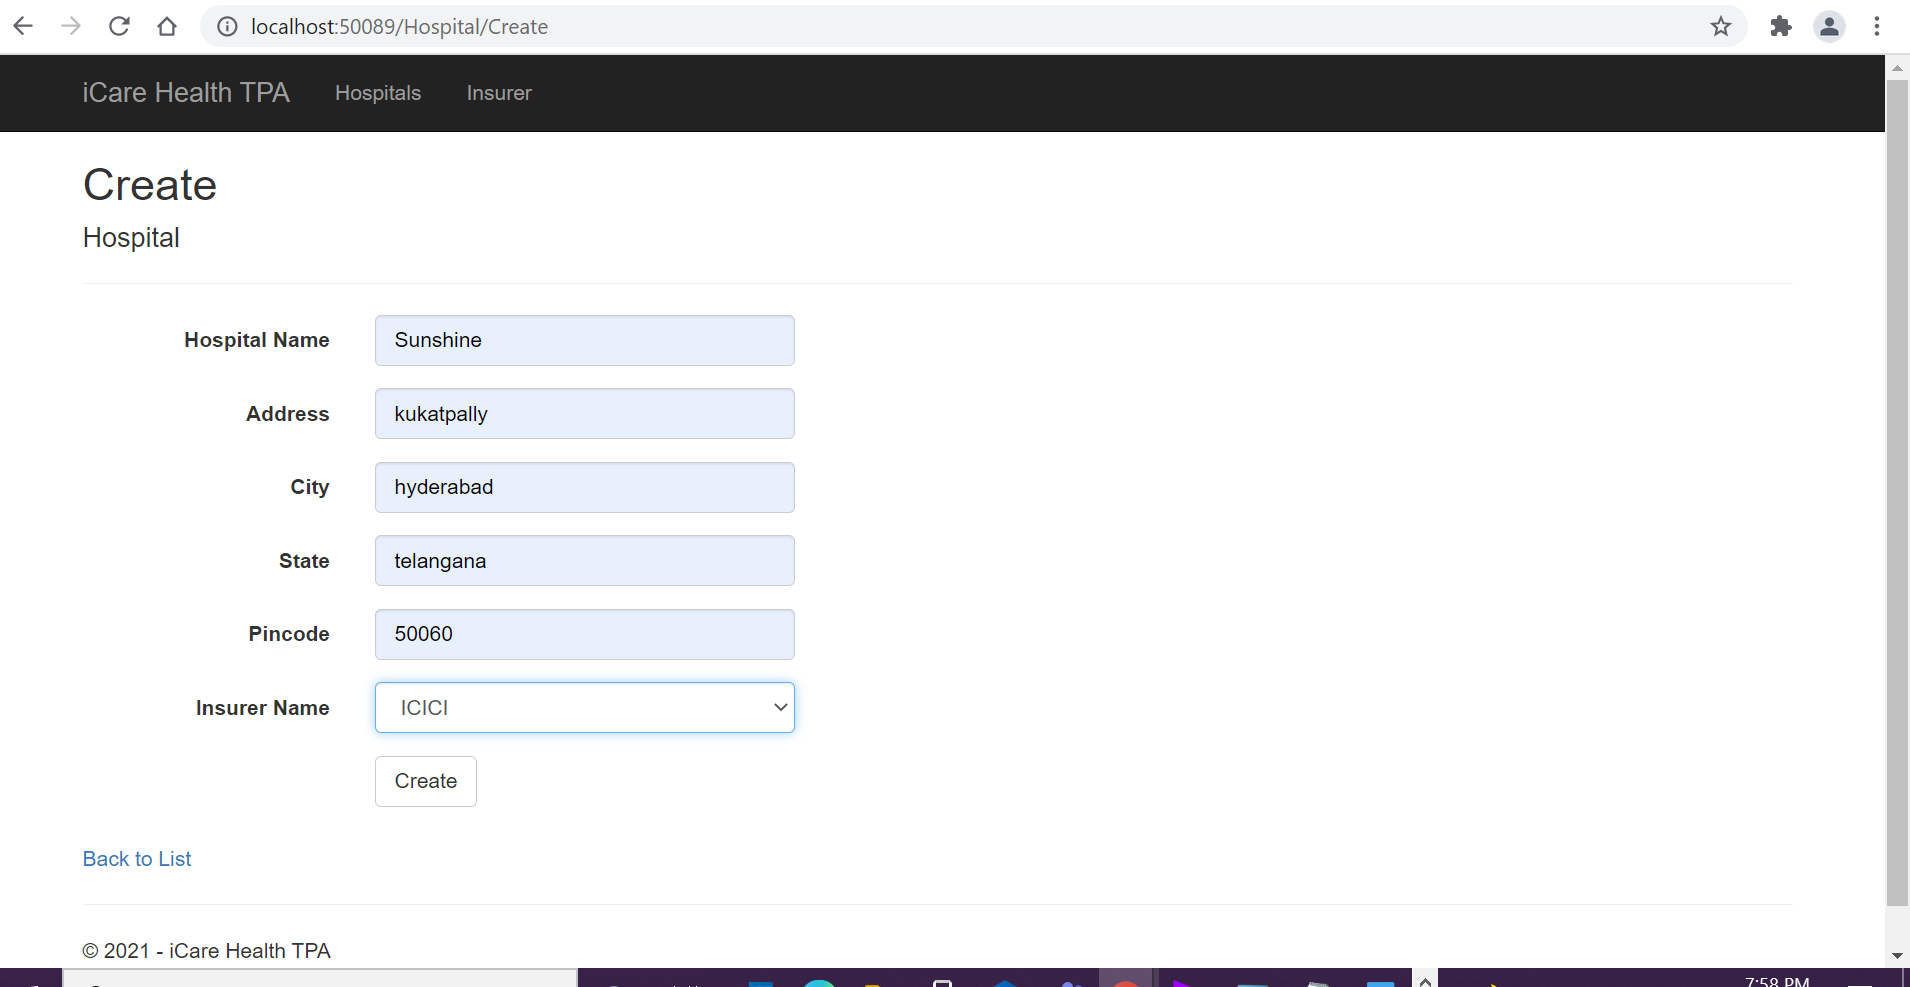 localhost:50089/Hospital/Create
iCare Health TPA Hospitals Insurer
Create
Hospital
Hospital Name Sunshine
Address kukatpally
City hyderabad
State telangana
Pincode 50060
Insurer Name ICICI
Create
Back to List
© 2021 - iCare Health TPA
7:58 PM